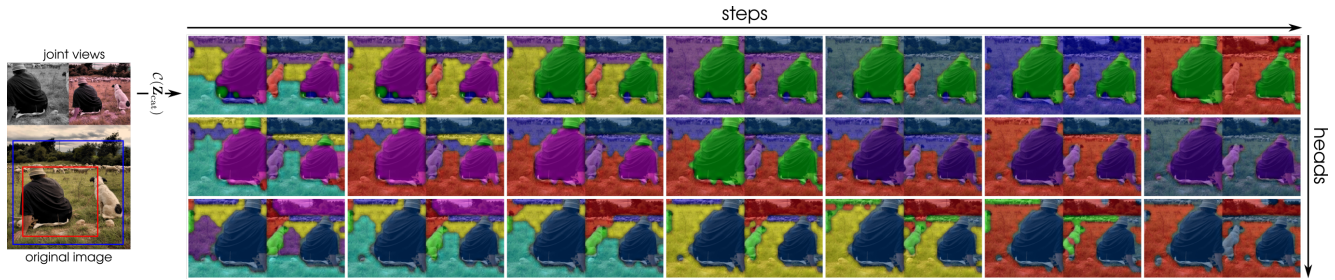 steps
joint views
C(Z_cat)
original image
heads